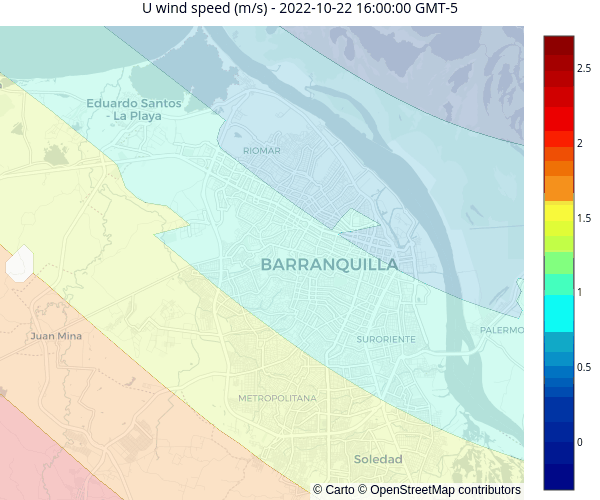 U wind speed (m/s) - 2022-10-22 16:00:00 GMT-5
2.5
Eduardo Santos
- La Playa
RIOMAR
2
1.5
BARRANQUILLA
1
Juan Mina
SURORIENTE
PALERMO
0.5
METROPOLITANA
0
Soledad
© Carto © OpenStreetMap contributors